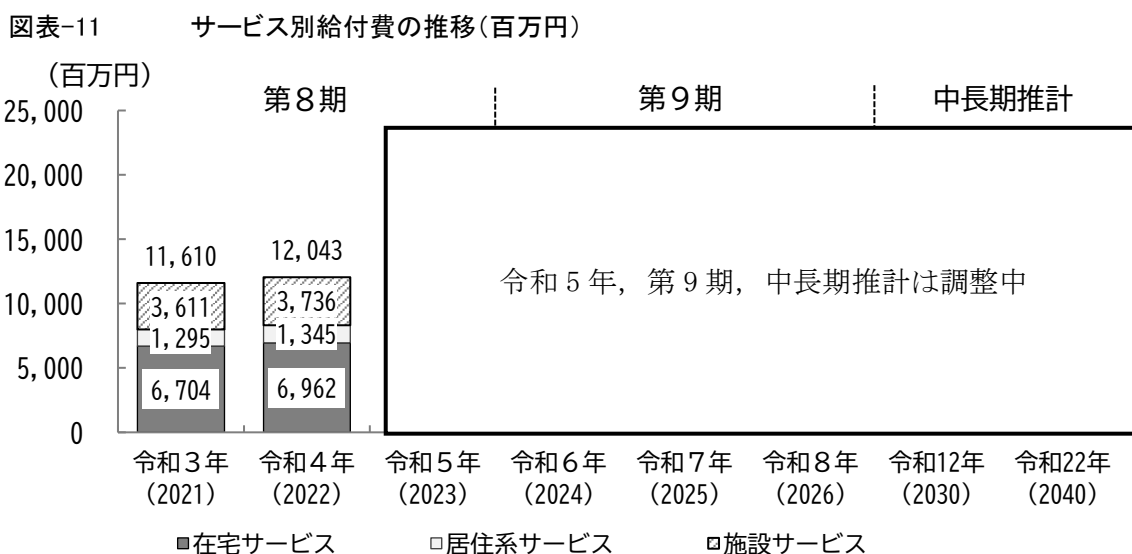 図表-11 サービス別給付費の推移(百万円)
(百万円)
第８期 第９期 中長期推計
25,000
20,000
15,000
10,000
5,000
0
11,610 12,043
3,611 3,736
1,295 1,345
6,704 6,962
令和 5 年，第 9 期，中長期推計は調整中
令和３年 令和４年 令和５年 令和６年 令和７年 令和８年 令和12年 令和22年
(2021) (2022) (2023) (2024) (2025) (2026) (2030) (2040)
在宅サービス 居住系サービス 施設サービス